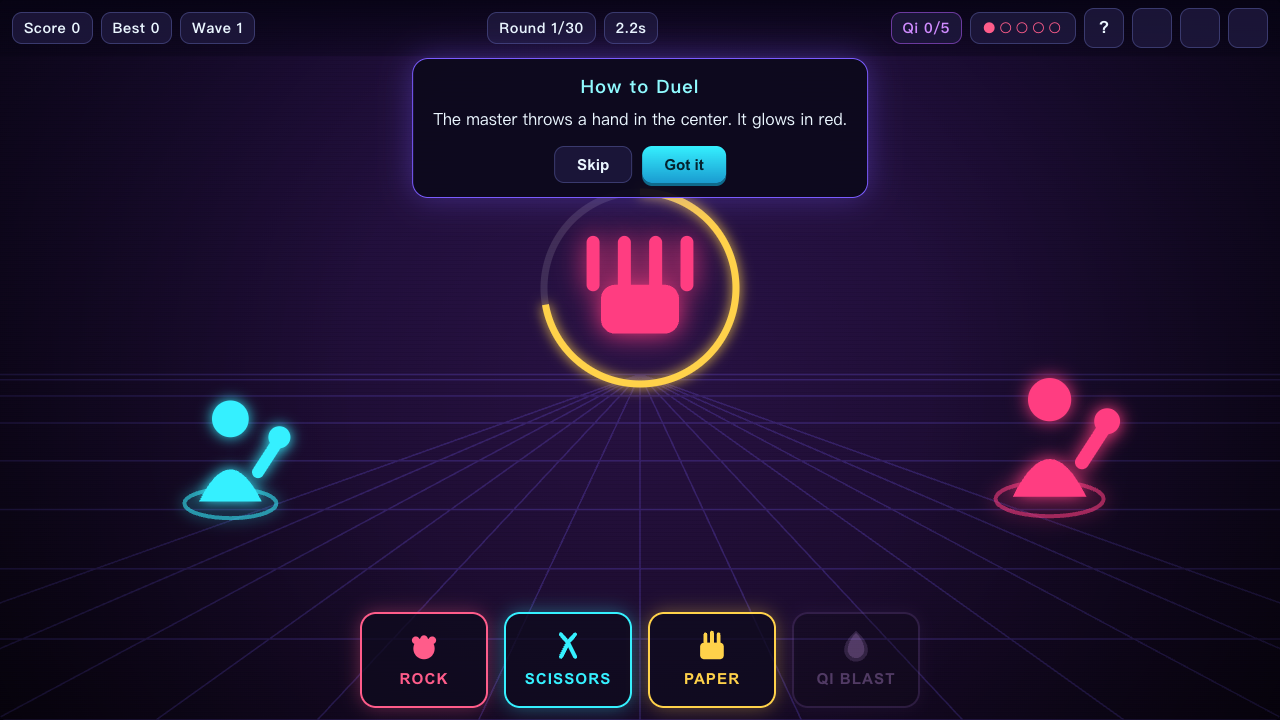 Score 0
Best 0
Wave 1
Round 1/30
2.2s
Qi 0/5
?
How to Duel
The master throws a hand in the center. It glows in red.
Skip
Got it
ROCK
SCISSORS
PAPER
QI BLAST